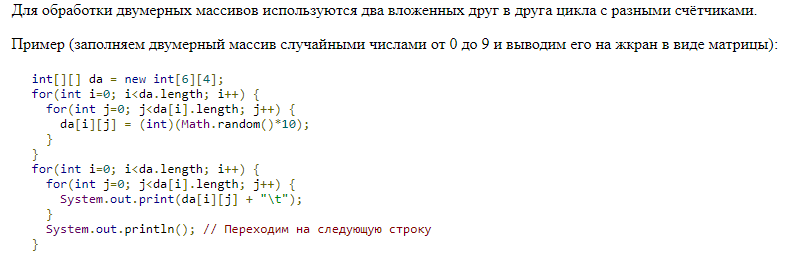 Для обработки двумерных массивов используются два вложенных друг в друга цикла с разными счётчиками.
Пример (заполняем двумерный массив случайными числами от 0 до 9 и выводим его на жкран в виде матрицы):
int[][] da = new int[6][4];
for(int i=0; i<da.length; i++) {
  for(int j=0; j<da[i].length; j++) {
    da[i][j] = (int)(Math.random()*10);
  }
}
for(int i=0; i<da.length; i++) {
  for(int j=0; j<da[i].length; j++) {
    System.out.print(da[i][j] + "\t");
  }
  System.out.println(); // Переходим на следующую строку
}